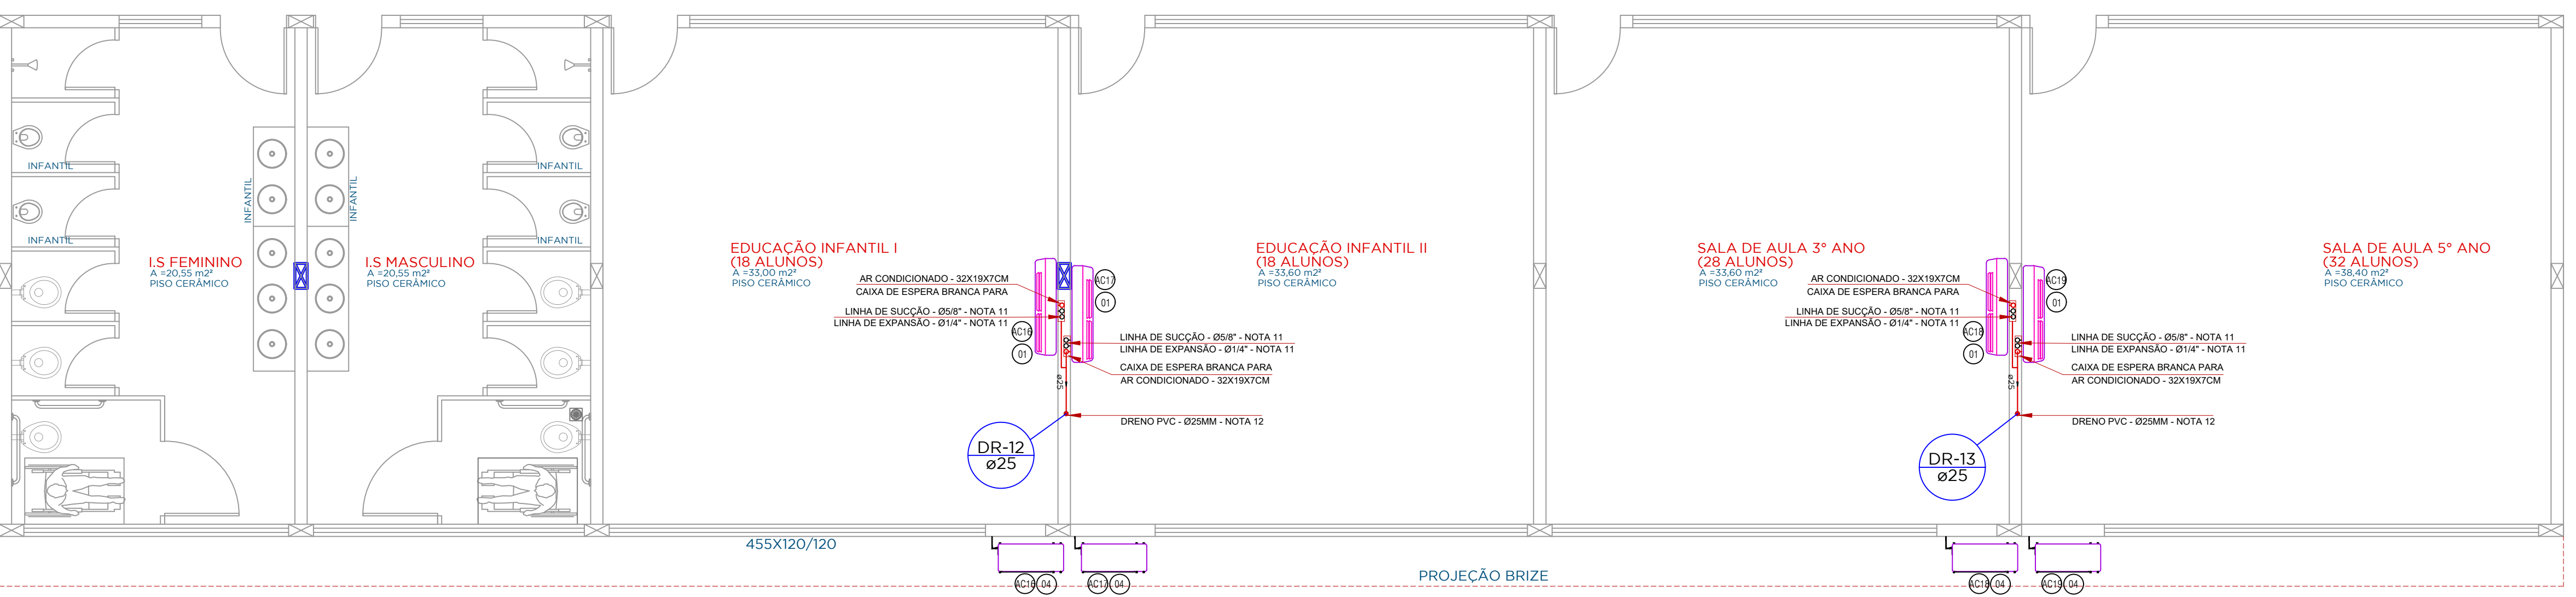 INFANTIL
INFANTIL
INFANTIL
I.S FEMININO
A =20,55 m2²
PISO CERÂMICO
INFANTIL
INFANTIL
INFANTIL
I.S MASCULINO
A =20,55 m2²
PISO CERÂMICO
EDUCAÇÃO INFANTIL I
(18 ALUNOS)
A =33,00 m2²
PISO CERÂMICO
AR CONDICIONADO - 32X19X7CM
CAIXA DE ESPERA BRANCA PARA
LINHA DE SUCÇÃO - Ø5/8" - NOTA 11
LINHA DE EXPANSÃO - Ø1/4" - NOTA 11
AC16
01
AC17
01
EDUCAÇÃO INFANTIL II
(18 ALUNOS)
A =33,60 m2²
PISO CERÂMICO
LINHA DE SUCÇÃO - Ø5/8" - NOTA 11
LINHA DE EXPANSÃO - Ø1/4" - NOTA 11
CAIXA DE ESPERA BRANCA PARA
AR CONDICIONADO - 32X19X7CM
ø25
DRENO PVC - Ø25MM - NOTA 12
DR-12
ø25
SALA DE AULA 3° ANO
(28 ALUNOS)
A =33,60 m2²
PISO CERÂMICO
AR CONDICIONADO - 32X19X7CM
CAIXA DE ESPERA BRANCA PARA
LINHA DE SUCÇÃO - Ø5/8" - NOTA 11
LINHA DE EXPANSÃO - Ø1/4" - NOTA 11
AC18
01
AC19
01
SALA DE AULA 5° ANO
(32 ALUNOS)
A =38,40 m2²
PISO CERÂMICO
LINHA DE SUCÇÃO - Ø5/8" - NOTA 11
LINHA DE EXPANSÃO - Ø1/4" - NOTA 11
CAIXA DE ESPERA BRANCA PARA
AR CONDICIONADO - 32X19X7CM
ø25
DRENO PVC - Ø25MM - NOTA 12
DR-13
ø25
455X120/120
PROJEÇÃO BRIZE
AC16 04
AC17 04
AC18 04
AC19 04